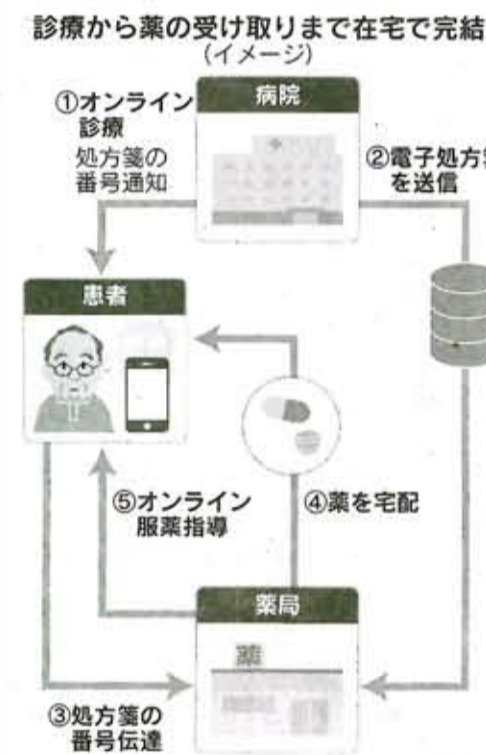 診療から薬の受け取りまで在宅で完結
(イメージ)
病院
①オンライン
診療
処方箋の
番号通知
②電子処方箋
を送信
患者
⑤オンライン
服薬指導
④薬を宅配
薬局
薬
③処方箋の
番号伝達